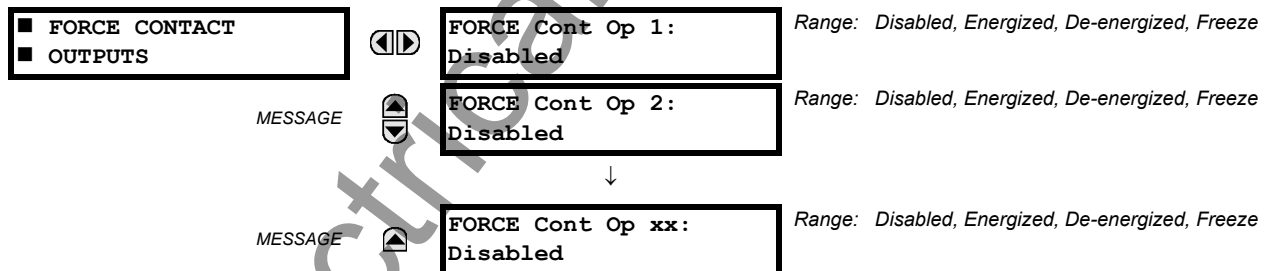 ■ FORCE CONTACT
■ OUTPUTS
FORCE Cont Op 1:
Disabled
Range: Disabled, Energized, De-energized, Freeze
MESSAGE
FORCE Cont Op 2:
Disabled
Range: Disabled, Energized, De-energized, Freeze
↓
MESSAGE
FORCE Cont Op xx:
Disabled
Range: Disabled, Energized, De-energized, Freeze